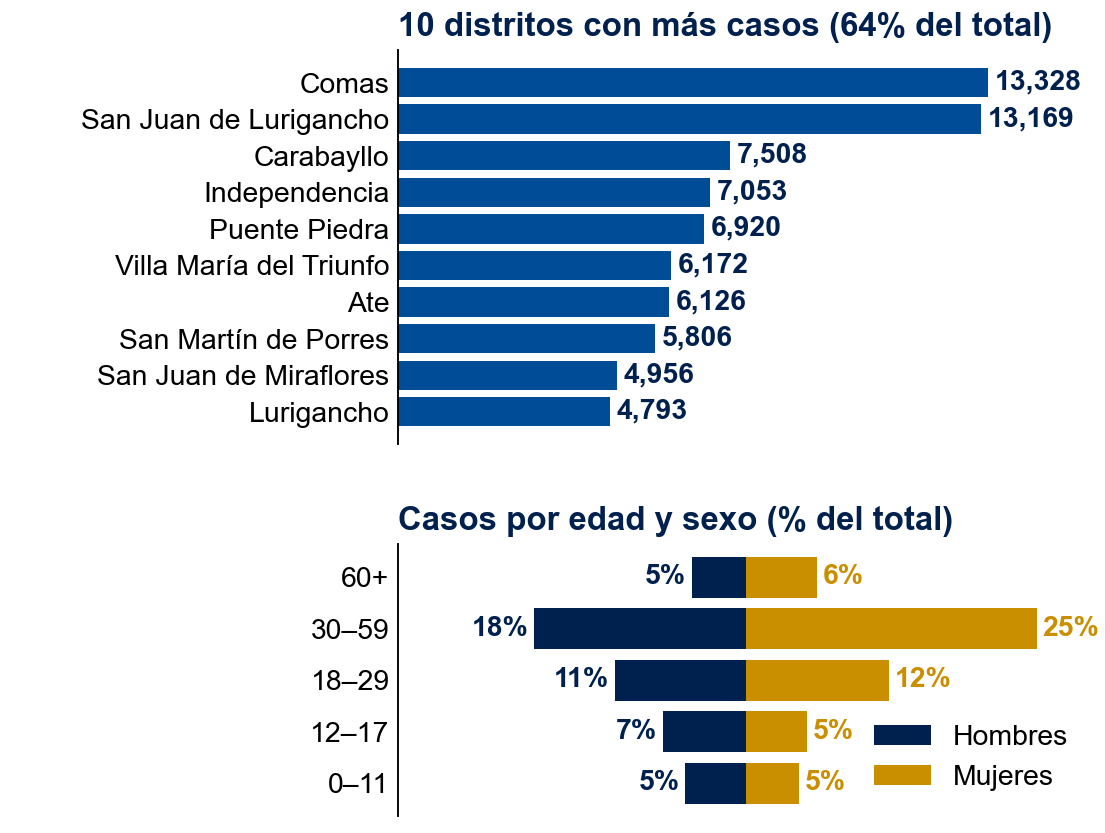 10 distritos con más casos (64% del total)
Comas 13,328
San Juan de Lurigancho 13,169
Carabayllo 7,508
Independencia 7,053
Puente Piedra 6,920
Villa María del Triunfo 6,172
Ate 6,126
San Martín de Porres 5,806
San Juan de Miraflores 4,956
Lurigancho 4,793
Casos por edad y sexo (% del total)
60+ 5% 6%
30–59 18% 25%
18–29 11% 12%
12–17 7% 5%
0–11 5% 5%
Hombres
Mujeres